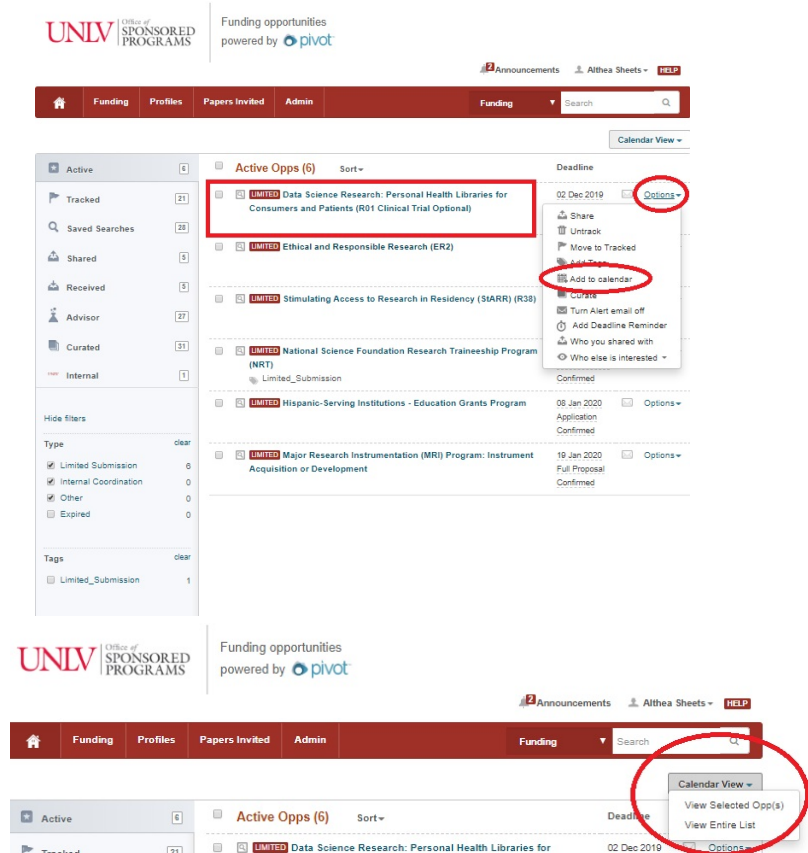 UNLV Office of SPONSORED PROGRAMS
Funding opportunities
powered by pivot
2 Announcements Althea Sheets HELP
Funding Profiles Papers Invited Admin Funding Search
Calendar View
Active 6
Tracked 21
Saved Searches 28
Shared 5
Received 5
Advisor 27
Curated 31
Internal 1
Hide filters
Type clear
Limited Submission 6
Internal Coordination 0
Other 0
Expired 0
Tags clear
Limited_Submission 1
Active Opps (6) Sort Deadline
LIMITED Data Science Research: Personal Health Libraries for 02 Dec 2019 Options
Consumers and Patients (R01 Clinical Trial Optional)
Share
Untrack
Move to Tracked
Add Tags
Add to calendar
Curate
Turn Alert email off
Add Deadline Reminder
Who you shared with
Who else is interested
LIMITED Ethical and Responsible Research (ER2)
LIMITED Stimulating Access to Research in Residency (StARR) (R38)
LIMITED National Science Foundation Research Traineeship Program
(NRT)
Limited_Submission Confirmed
LIMITED Hispanic-Serving Institutions - Education Grants Program 08 Jan 2020 Options
Application
Confirmed
LIMITED Major Research Instrumentation (MRI) Program: Instrument 19 Jan 2020 Options
Acquisition or Development Full Proposal
Confirmed
UNLV Office of SPONSORED PROGRAMS
Funding opportunities
powered by pivot
2 Announcements Althea Sheets HELP
Funding Profiles Papers Invited Admin Funding Search
Calendar View
View Selected Opp(s)
View Entire List
Active 6
Active Opps (6) Sort Deadline
Tracked 21
LIMITED Data Science Research: Personal Health Libraries for 02 Dec 2019 Options